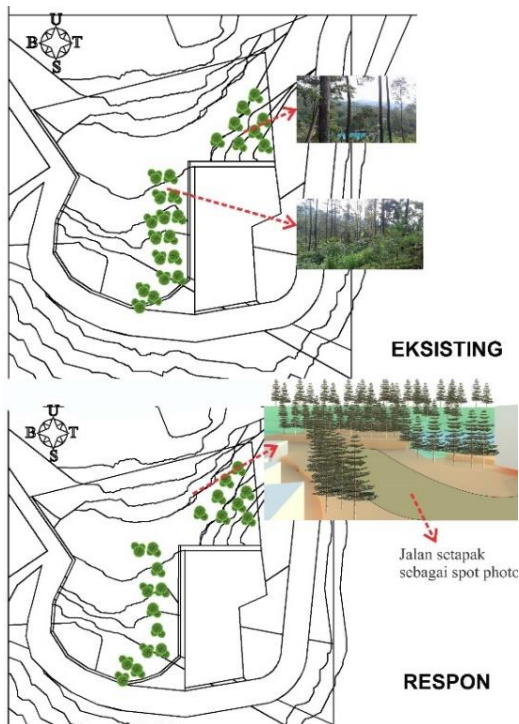 U
B T
S
EKSISTING
U
B T
S
Jalan setapak
sebagai spot photo
RESPON